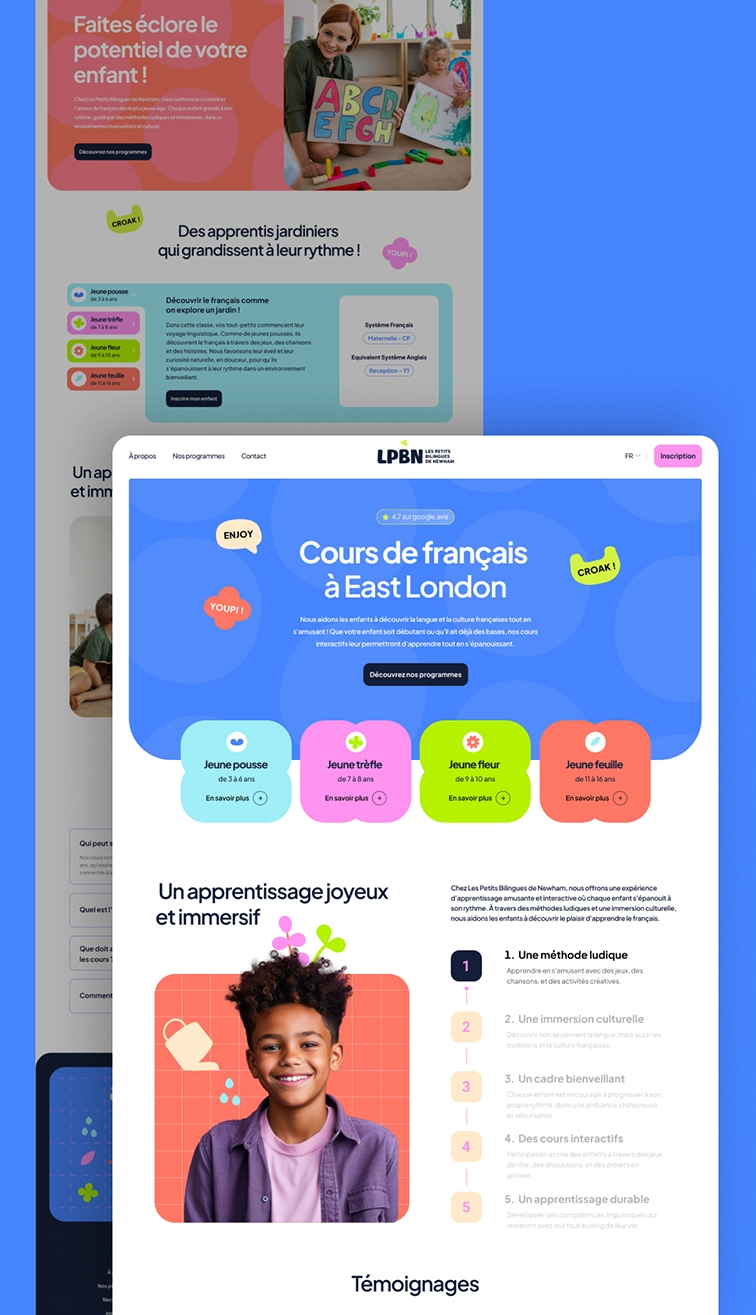 Faites éclore le
potentiel de votre
enfant !
Chez Les Petits Bilingues de Newham, nous cultivons la curiosité et
l'amour du français dès le plus jeune âge. Chaque enfant grandit à son
rythme, guidé par des méthodes ludiques et immersives, dans un
environnement bienveillant et naturel.
Découvrez nos programmes
ABCD
EFGH
CROAK !
Des apprentis jardiniers
qui grandissent à leur rythme !
YOUPI !
Jeune pousse
de 3 à 6 ans
Jeune trèfle
de 7 à 8 ans
Jeune fleur
de 9 à 10 ans
Jeune feuille
de 11 à 16 ans
Découvrir le français comme
on explore un jardin !
Dans cette classe, vos tout-petits commencent leur
voyage linguistique. Comme de jeunes pousses, ils
découvrent le français à travers des jeux, des chansons
et des histoires. Nous favorisons leur éveil et leur
curiosité naturelle, en douceur, pour qu'ils
s'épanouissent à leur rythme dans un environnement
bienveillant.
Inscrire mon enfant
Système Français
Maternelle - CP
Equivalent Système Anglais
Reception - Y1
Un ap
et imm
Qui peut s
Nos cours son
ans, qui souha
connectés à l
Quel est l'
Que doit a
les cours ?
Comment
À
Nos p
Rec
À propos
Nos programmes
Contact
LPBN LES PETITS
BILINGUES
DE NEWHAM
FR
Inscription
4.7 sur google.avis
ENJOY
YOUPI !
CROAK !
Cours de français
à East London
Nous aidons les enfants à découvrir la langue et la culture françaises tout en
s'amusant ! Que votre enfant soit débutant ou qu'il ait déjà des bases, nos cours
interactifs leur permettront d'apprendre tout en s'épanouissant.
Découvrez nos programmes
Jeune pousse
de 3 à 6 ans
En savoir plus
Jeune trèfle
de 7 à 8 ans
En savoir plus
Jeune fleur
de 9 à 10 ans
En savoir plus
Jeune feuille
de 11 à 16 ans
En savoir plus
Un apprentissage joyeux
et immersif
Chez Les Petits Bilingues de Newham, nous offrons une expérience
d'apprentissage amusante et interactive où chaque enfant s'épanouit à
son rythme. À travers des méthodes ludiques et une immersion culturelle,
nous aidons les enfants à découvrir le plaisir d'apprendre le français.
1
1. Une méthode ludique
Apprendre en s'amusant avec des jeux, des
chansons, et des activités créatives.
2
2. Une immersion culturelle
Découvrir non seulement la langue, mais aussi les
traditions et la culture françaises.
3
3. Un cadre bienveillant
Chaque enfant est encouragé à progresser à son
propre rythme, dans une ambiance chaleureuse
et sécurisante.
4
4. Des cours interactifs
Participation active des enfants à travers des jeux
de rôle, des discussions, et des projets en
groupe.
5
5. Un apprentissage durable
Développer des compétences linguistiques qui
resteront avec eux tout au long de leur vie.
Témoignages